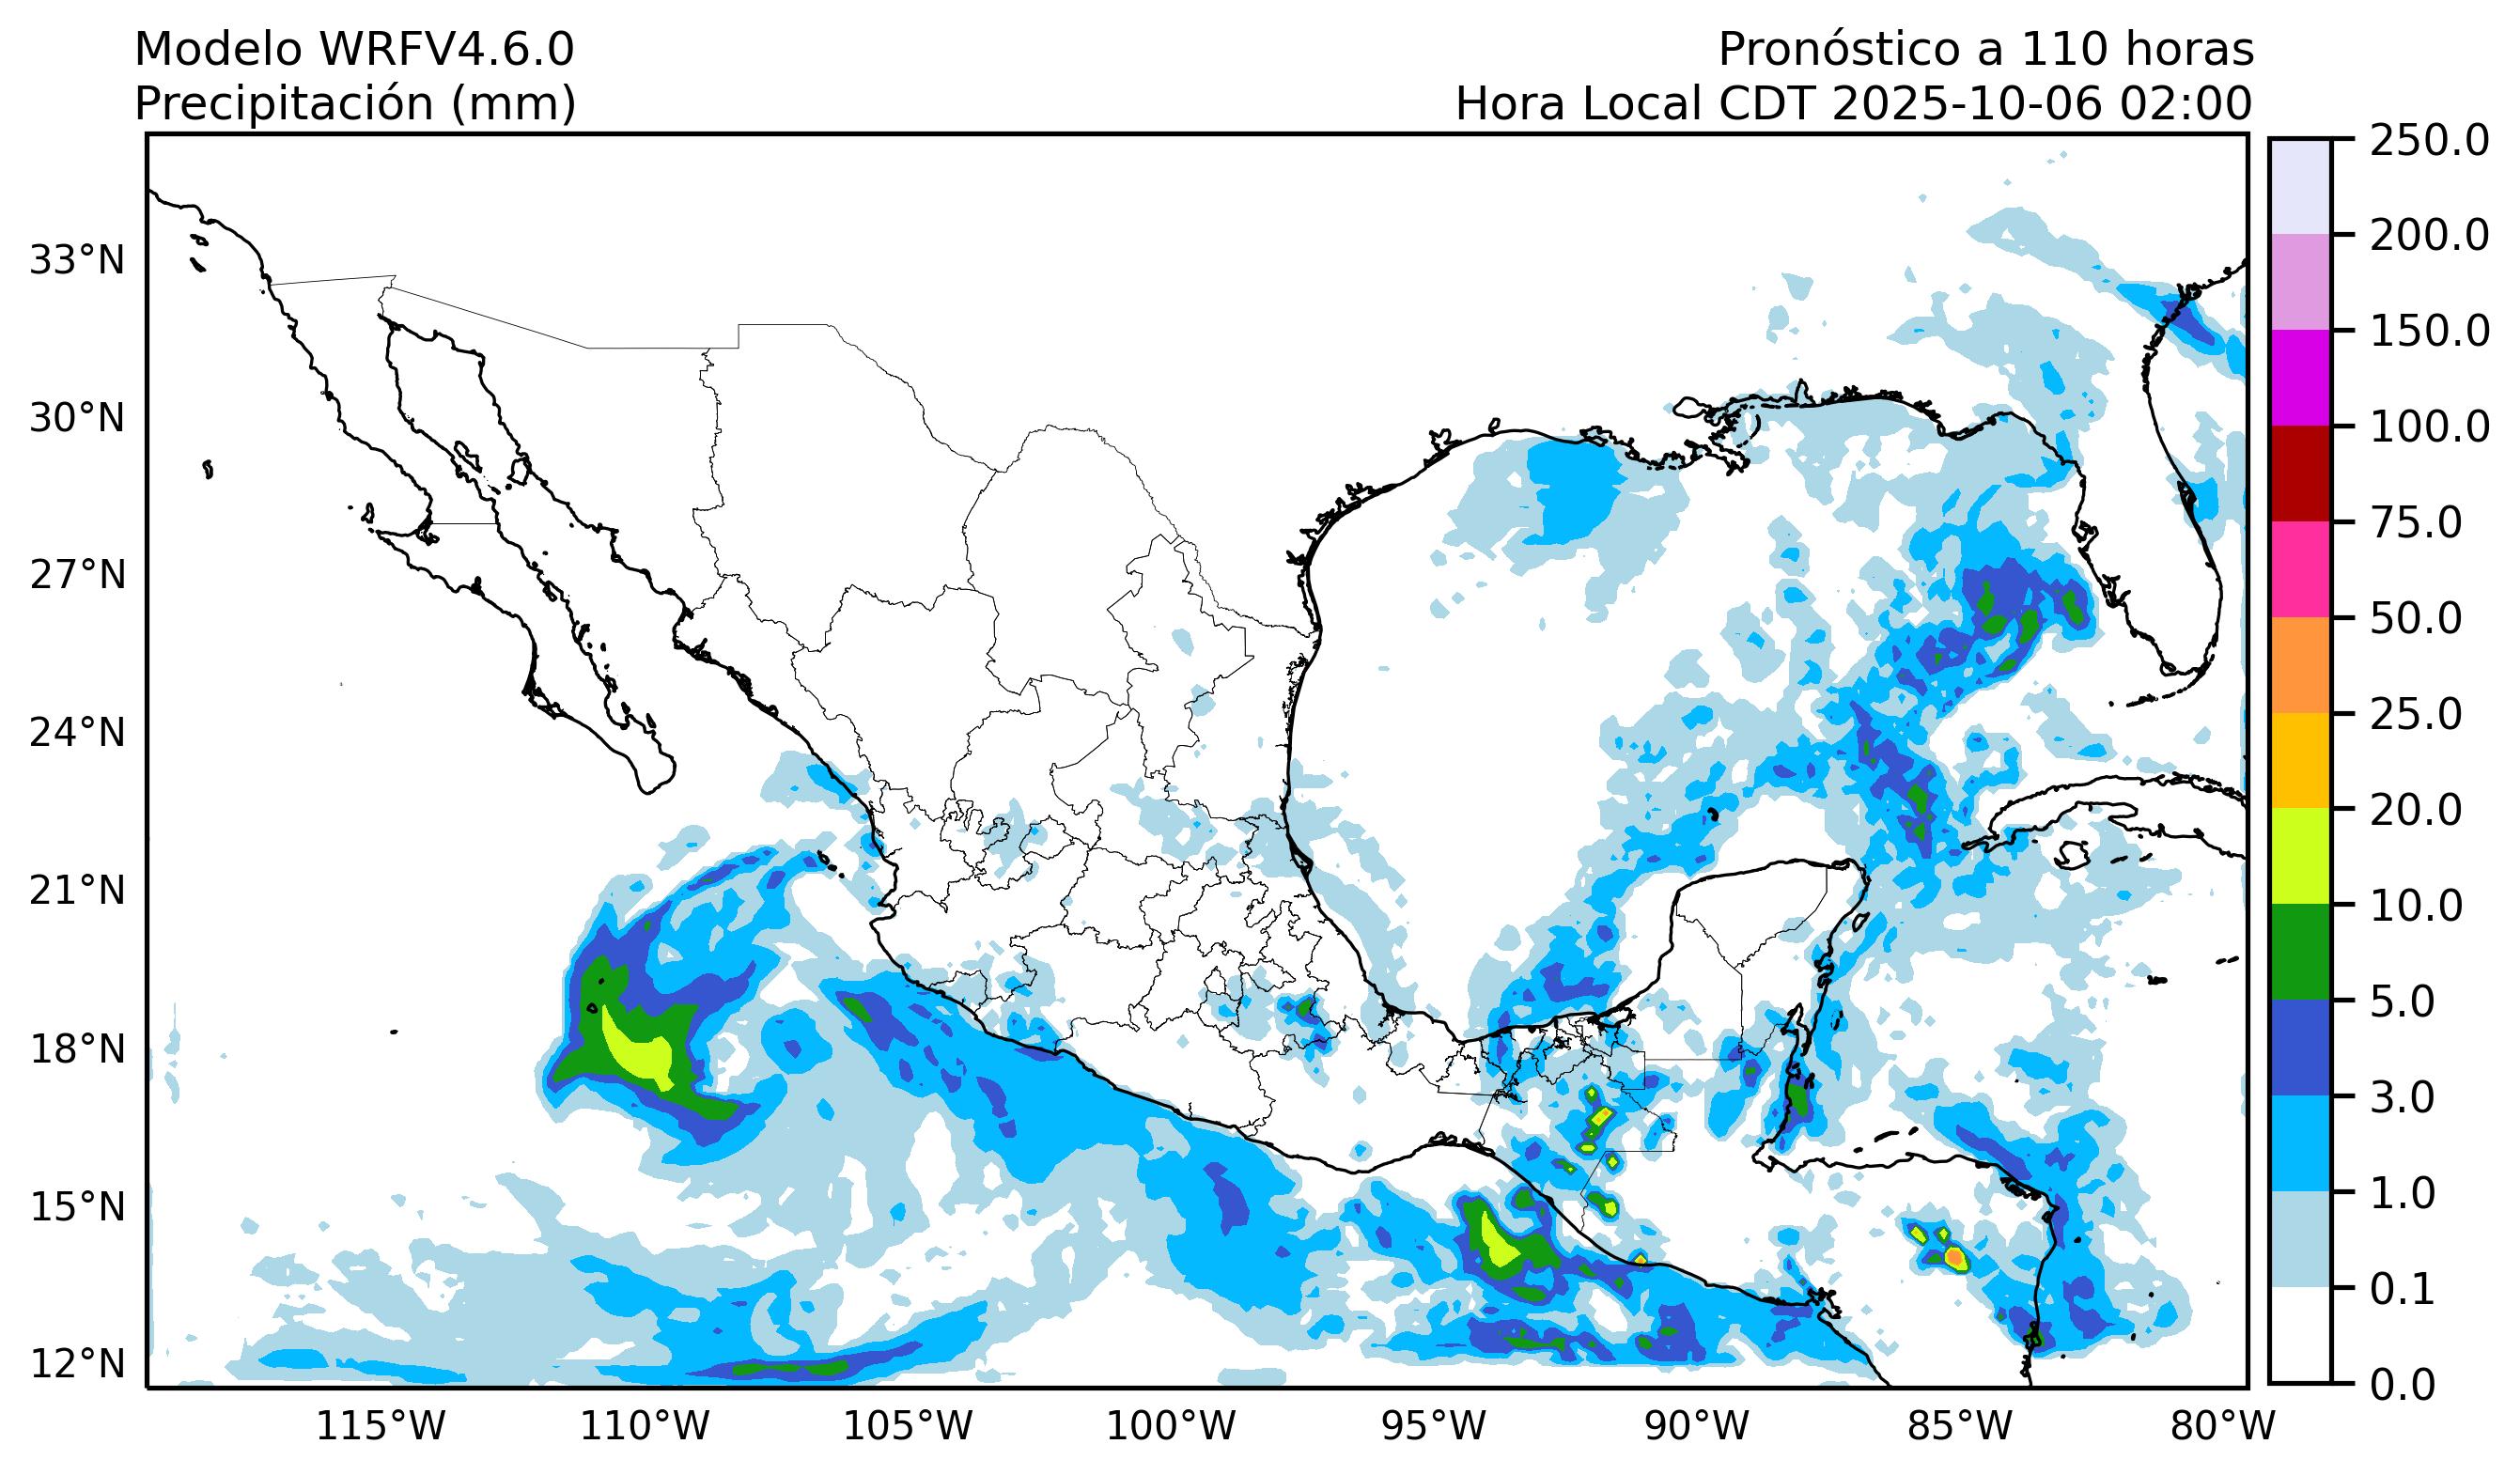 Modelo WRFV4.6.0
Precipitación (mm)
Pronóstico a 110 horas
Hora Local CDT 2025-10-06 02:00
33°N
30°N
27°N
24°N
21°N
18°N
15°N
12°N
115°W
110°W
105°W
100°W
95°W
90°W
85°W
80°W
250.0
200.0
150.0
100.0
75.0
50.0
25.0
20.0
10.0
5.0
3.0
1.0
0.1
0.0